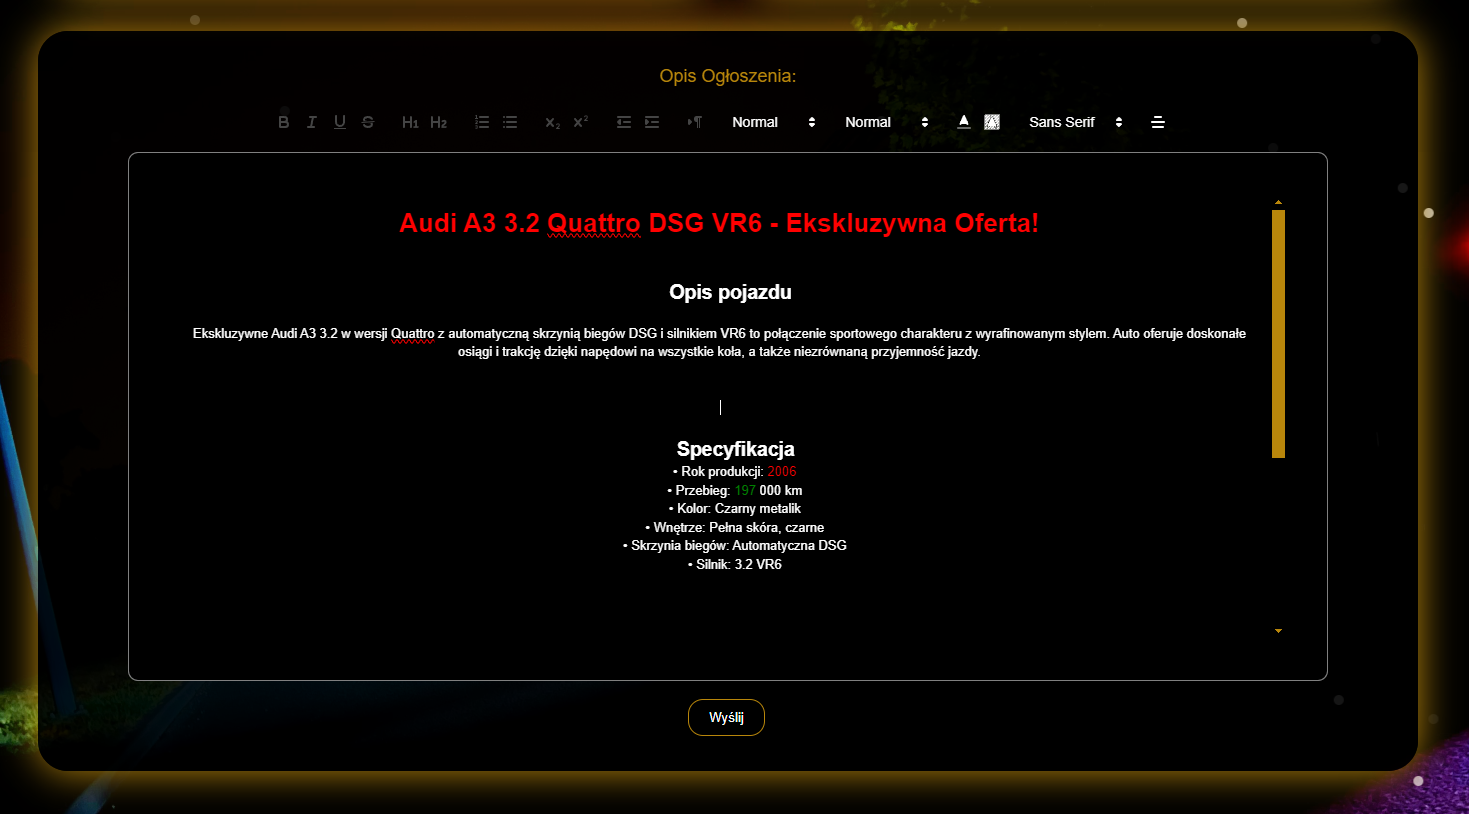 Opis Ogłoszenia:
B I U S H1 H2 x2 x2 Normal Normal A A Sans Serif
Audi A3 3.2 Quattro DSG VR6 - Ekskluzywna Oferta!
Opis pojazdu
Ekskluzywne Audi A3 3.2 w wersji Quattro z automatyczną skrzynią biegów DSG i silnikiem VR6 to połączenie sportowego charakteru z wyrafinowanym stylem. Auto oferuje doskonałe
osiągi i trakcję dzięki napędowi na wszystkie koła, a także niezrównaną przyjemność jazdy.
Specyfikacja
• Rok produkcji: 2006
• Przebieg: 197 000 km
• Kolor: Czarny metalik
• Wnętrze: Pełna skóra, czarne
• Skrzynia biegów: Automatyczna DSG
• Silnik: 3.2 VR6
Wyślij